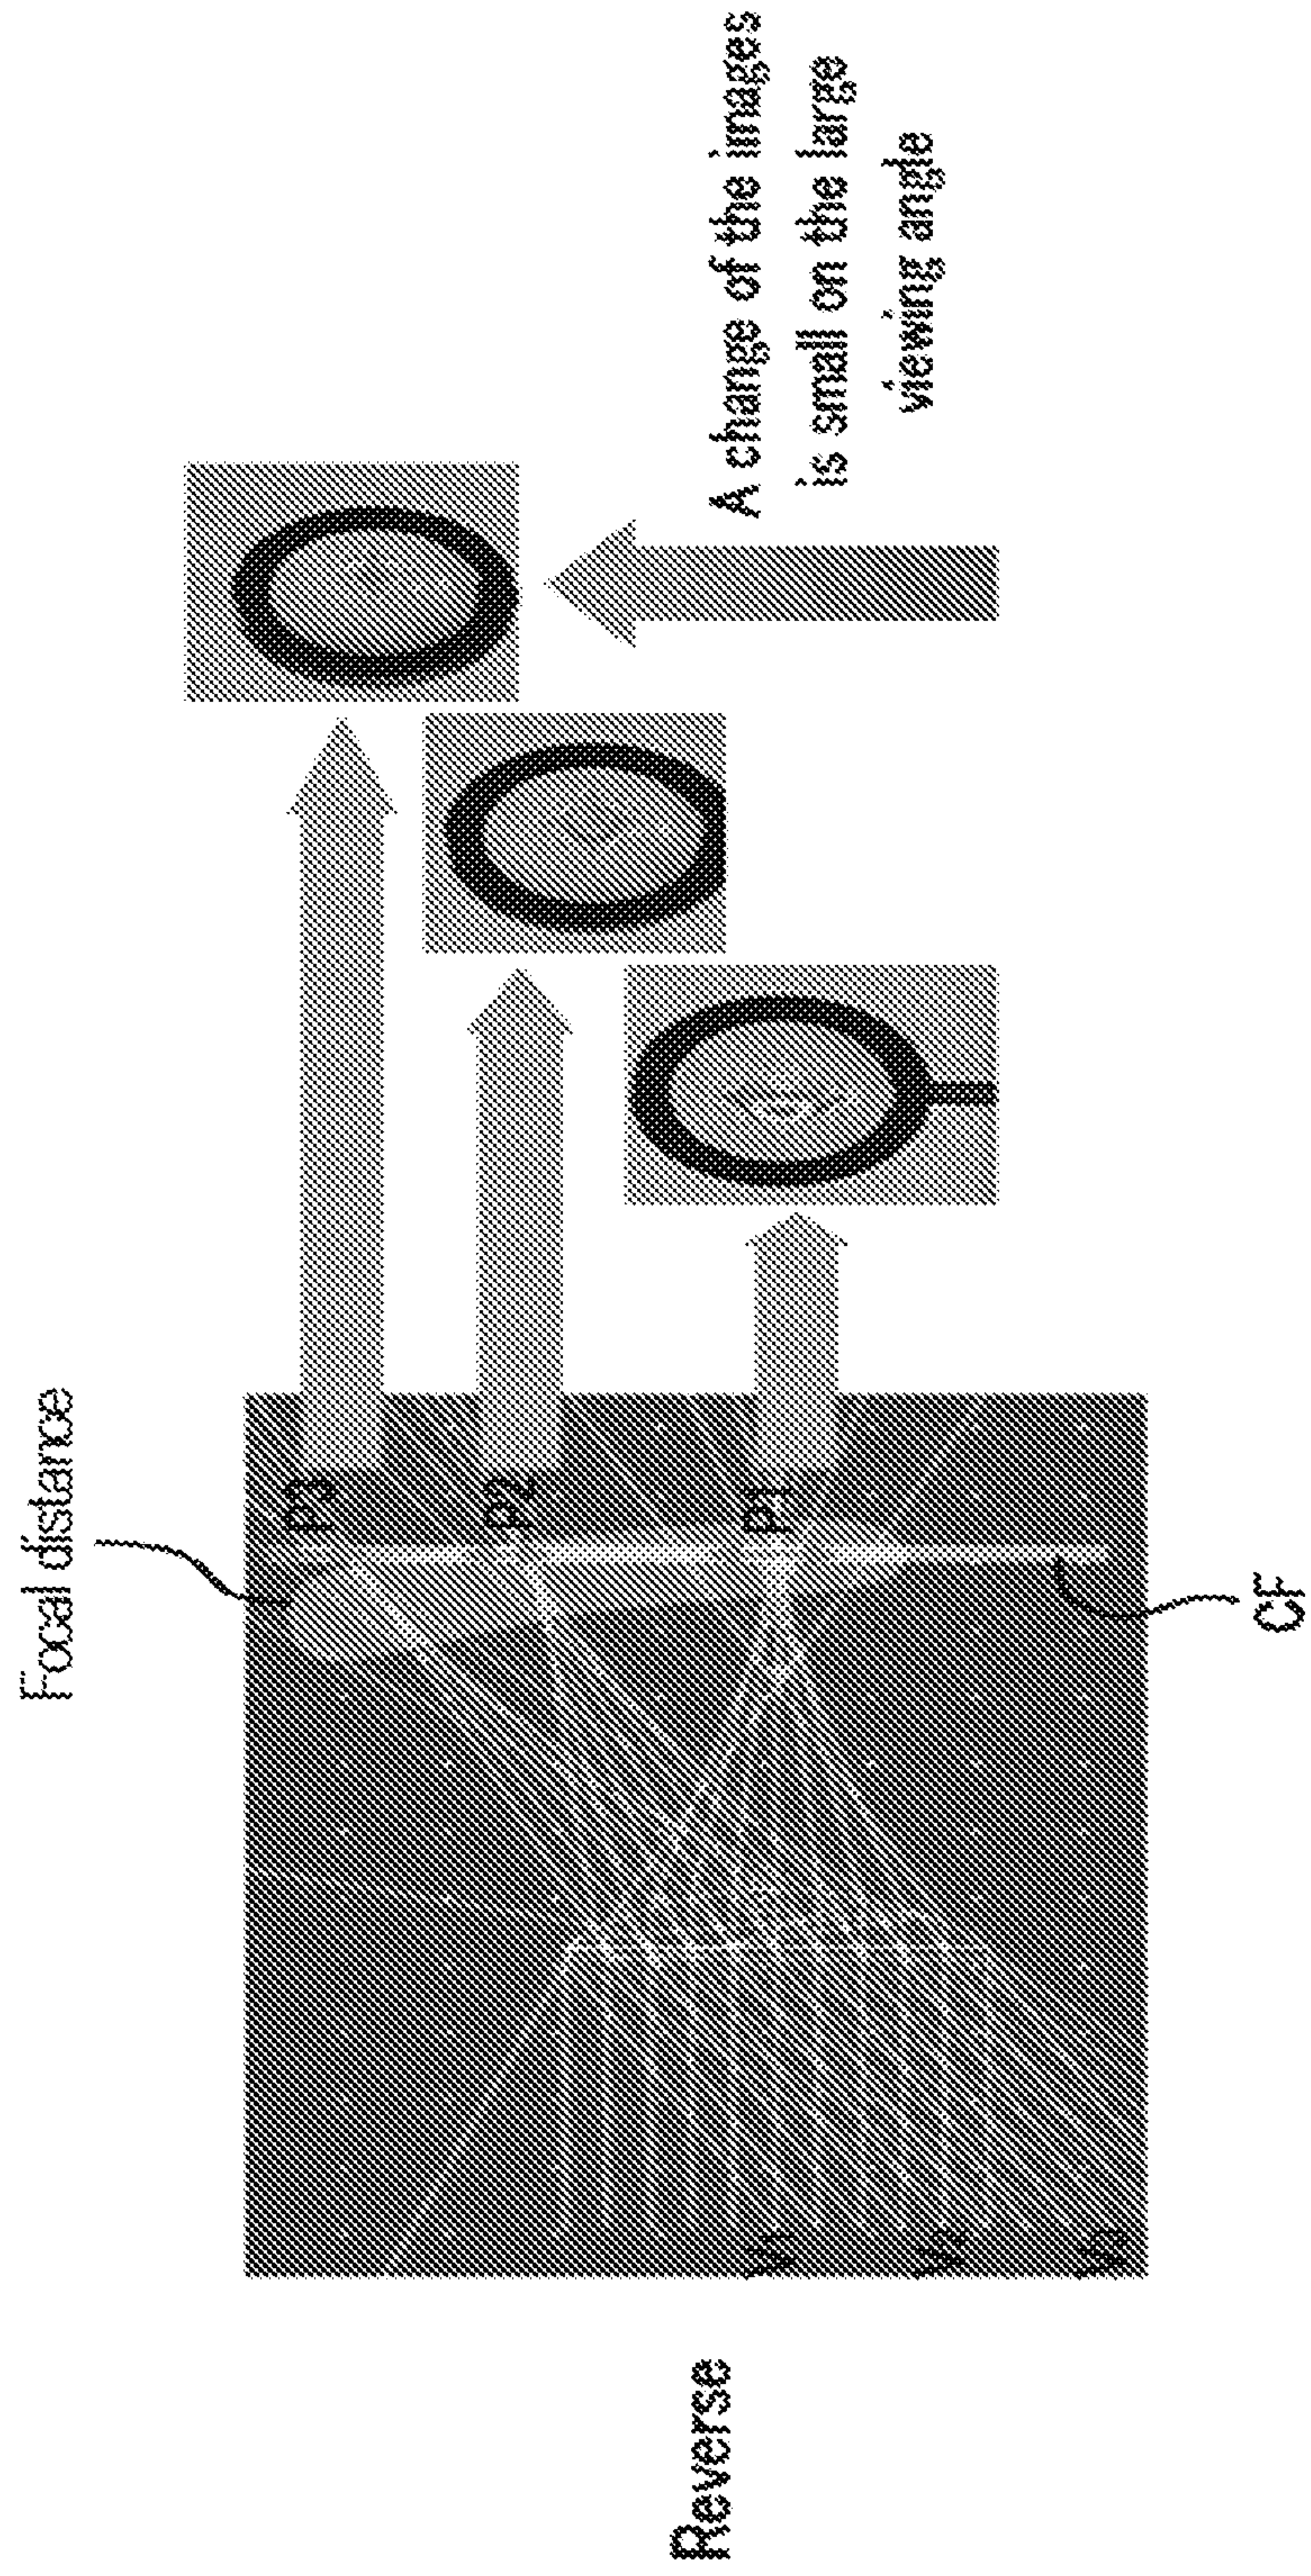 Reverse
Focal distance
P3
P2
P1
CF
A change of the images
is small on the large
viewing angle